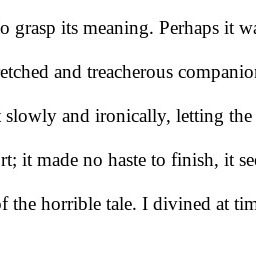 o grasp its meaning. Perhaps it wa
etched and treacherous companion
slowly and ironically, letting the
rt; it made no haste to finish, it see
of the horrible tale. I divined at tim